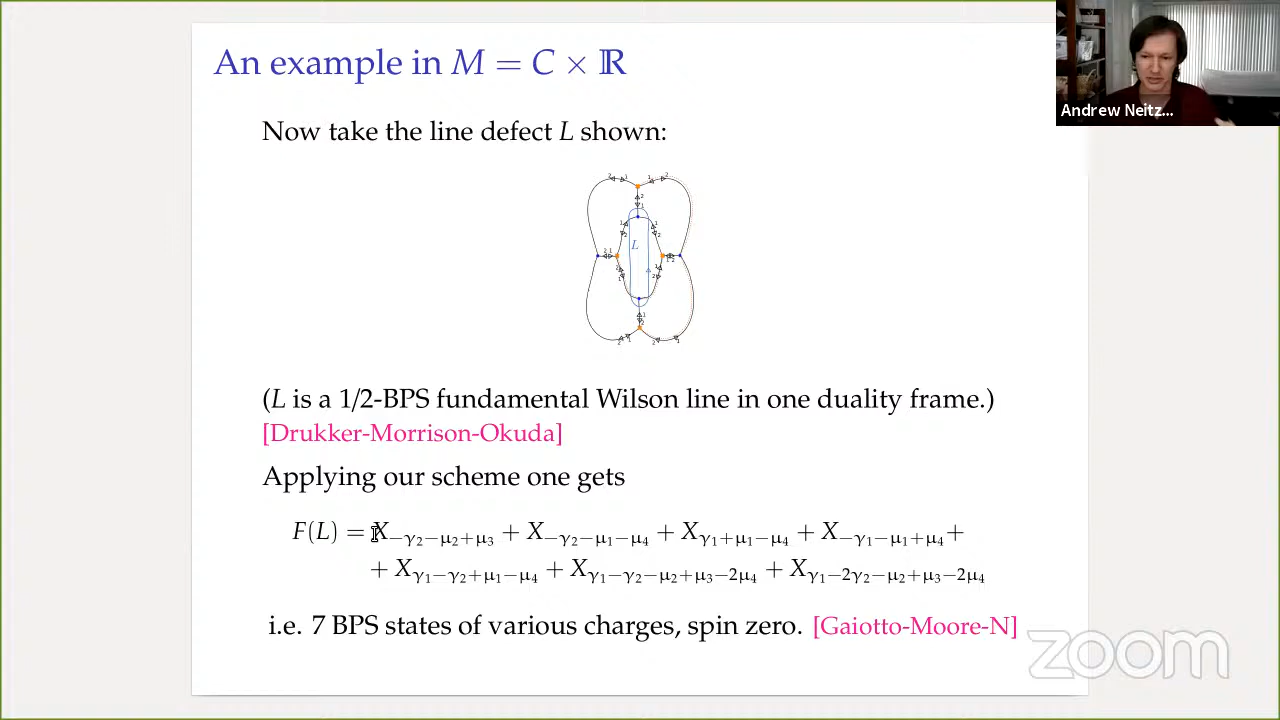 An example in M = C × ℝ
Andrew Neitz...
Now take the line defect L shown:
L
(L is a 1/2-BPS fundamental Wilson line in one duality frame.)
[Drukker-Morrison-Okuda]
Applying our scheme one gets
F(L) = X₋γ₂₋μ₂₊μ₃ + X₋γ₂₋μ₁₋μ₄ + Xγ₁₊μ₁₋μ₄ + X₋γ₁₋μ₁₊μ₄+
+ Xγ₁₋γ₂₊μ₁₋μ₄ + Xγ₁₋γ₂₋μ₂₊μ₃₋₂μ₄ + Xγ₁₋₂γ₂₋μ₂₊μ₃₋₂μ₄
i.e. 7 BPS states of various charges, spin zero. [Gaiotto-Moore-N]
zoom